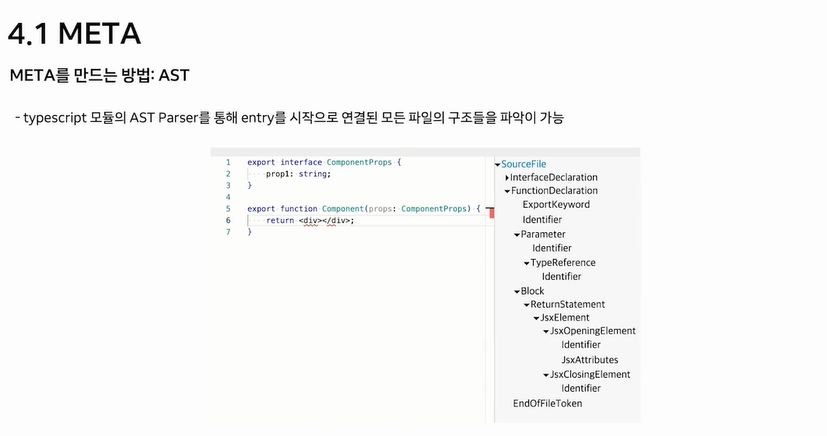 4.1 META
META를 만드는 방법: AST
- typescript 모듈의 AST Parser를 통해 entry를 시작으로 연결된 모든 파일의 구조들을 파악이 가능
1 export interface ComponentProps {
2 prop1: string;
3 }
4
5 export function Component(props: ComponentProps) {
6 return <div></div>;
7 }
SourceFile
InterfaceDeclaration
FunctionDeclaration
ExportKeyword
Identifier
Parameter
Identifier
TypeReference
Identifier
Block
ReturnStatement
JsxElement
JsxOpeningElement
Identifier
JsxAttributes
JsxClosingElement
Identifier
EndOfFileToken